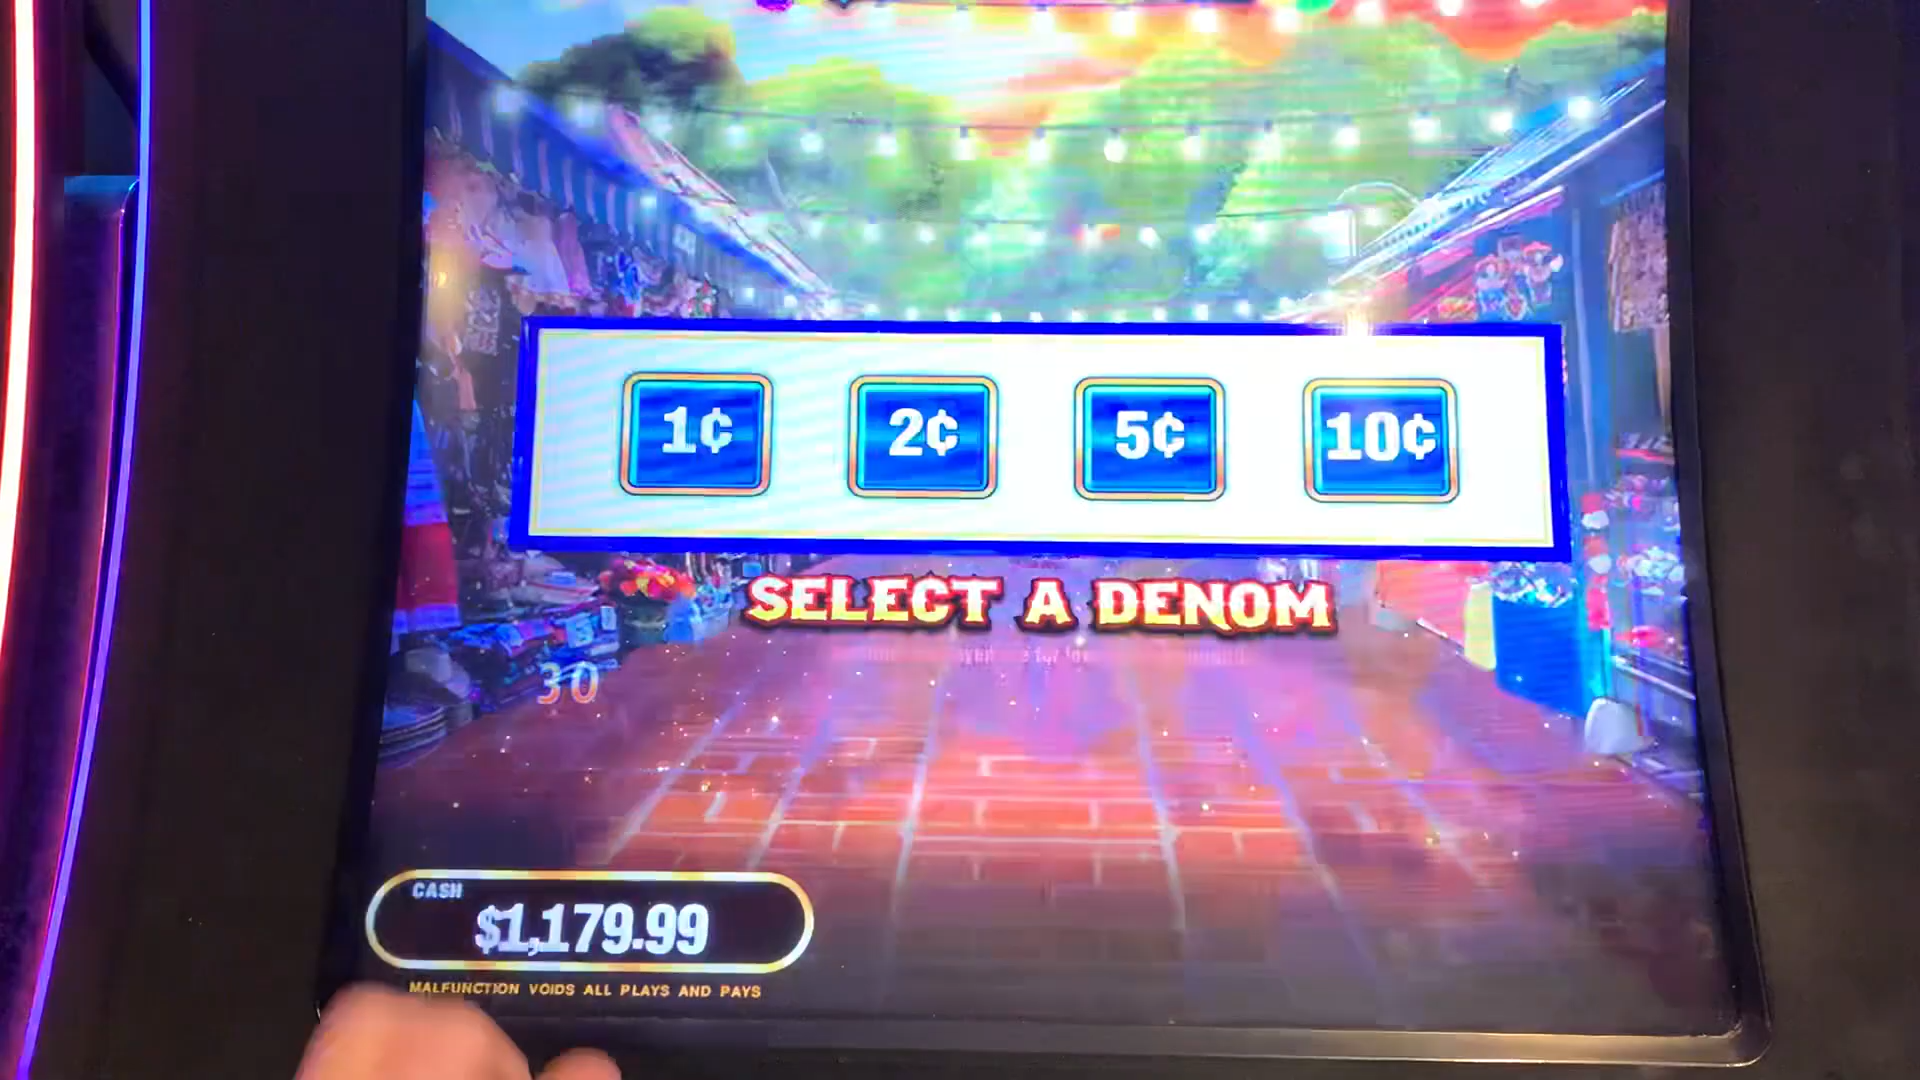 1¢ 2¢ 5¢ 10¢
SELECT A DENOM
30
CASH
$1,179.99
MALFUNCTION VOIDS ALL PLAYS AND PAYS